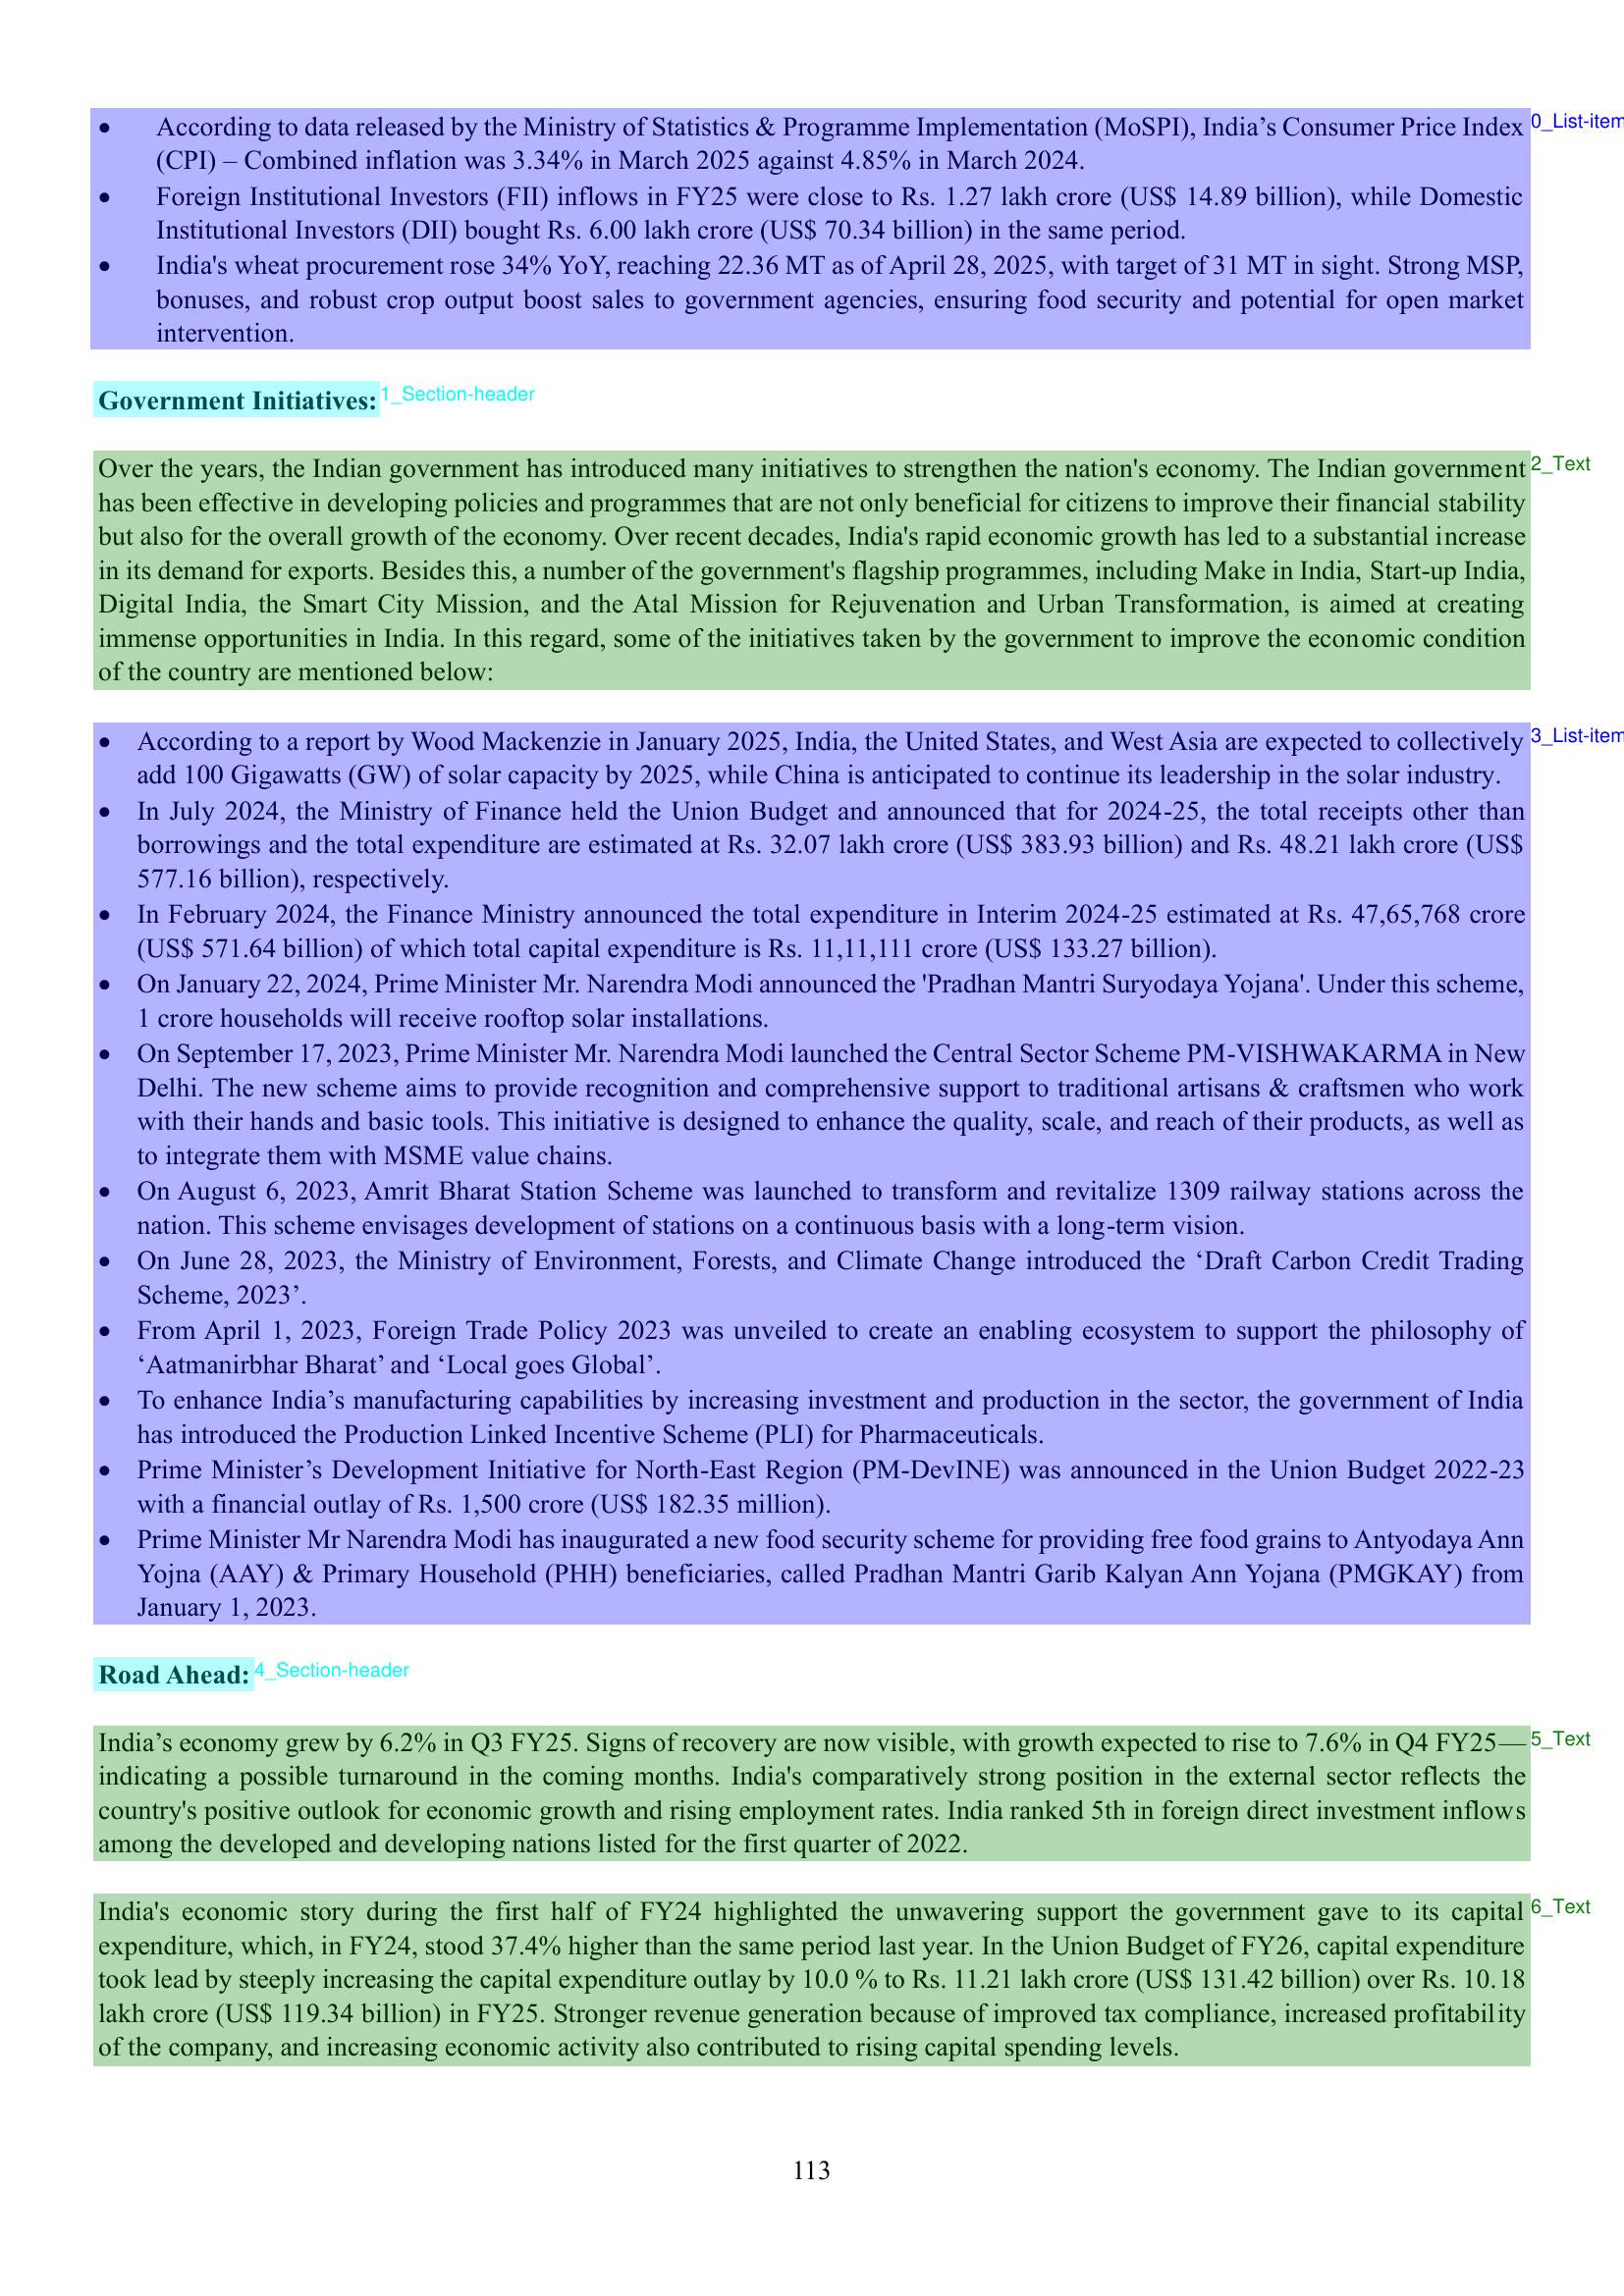 • According to data released by the Ministry of Statistics & Programme Implementation (MoSPI), India’s Consumer Price Index 0_List-item
(CPI) – Combined inflation was 3.34% in March 2025 against 4.85% in March 2024.
• Foreign Institutional Investors (FII) inflows in FY25 were close to Rs. 1.27 lakh crore (US$ 14.89 billion), while Domestic
Institutional Investors (DII) bought Rs. 6.00 lakh crore (US$ 70.34 billion) in the same period.
• India's wheat procurement rose 34% YoY, reaching 22.36 MT as of April 28, 2025, with target of 31 MT in sight. Strong MSP,
bonuses, and robust crop output boost sales to government agencies, ensuring food security and potential for open market
intervention.
Government Initiatives: 1_Section-header
Over the years, the Indian government has introduced many initiatives to strengthen the nation's economy. The Indian government 2_Text
has been effective in developing policies and programmes that are not only beneficial for citizens to improve their financial stability
but also for the overall growth of the economy. Over recent decades, India's rapid economic growth has led to a substantial increase
in its demand for exports. Besides this, a number of the government's flagship programmes, including Make in India, Start-up India,
Digital India, the Smart City Mission, and the Atal Mission for Rejuvenation and Urban Transformation, is aimed at creating
immense opportunities in India. In this regard, some of the initiatives taken by the government to improve the economic condition
of the country are mentioned below:
• According to a report by Wood Mackenzie in January 2025, India, the United States, and West Asia are expected to collectively 3_List-item
add 100 Gigawatts (GW) of solar capacity by 2025, while China is anticipated to continue its leadership in the solar industry.
• In July 2024, the Ministry of Finance held the Union Budget and announced that for 2024-25, the total receipts other than
borrowings and the total expenditure are estimated at Rs. 32.07 lakh crore (US$ 383.93 billion) and Rs. 48.21 lakh crore (US$
577.16 billion), respectively.
• In February 2024, the Finance Ministry announced the total expenditure in Interim 2024-25 estimated at Rs. 47,65,768 crore
(US$ 571.64 billion) of which total capital expenditure is Rs. 11,11,111 crore (US$ 133.27 billion).
• On January 22, 2024, Prime Minister Mr. Narendra Modi announced the 'Pradhan Mantri Suryodaya Yojana'. Under this scheme,
1 crore households will receive rooftop solar installations.
• On September 17, 2023, Prime Minister Mr. Narendra Modi launched the Central Sector Scheme PM-VISHWAKARMA in New
Delhi. The new scheme aims to provide recognition and comprehensive support to traditional artisans & craftsmen who work
with their hands and basic tools. This initiative is designed to enhance the quality, scale, and reach of their products, as well as
to integrate them with MSME value chains.
• On August 6, 2023, Amrit Bharat Station Scheme was launched to transform and revitalize 1309 railway stations across the
nation. This scheme envisages development of stations on a continuous basis with a long-term vision.
• On June 28, 2023, the Ministry of Environment, Forests, and Climate Change introduced the ‘Draft Carbon Credit Trading
Scheme, 2023’.
• From April 1, 2023, Foreign Trade Policy 2023 was unveiled to create an enabling ecosystem to support the philosophy of
‘Aatmanirbhar Bharat’ and ‘Local goes Global’.
• To enhance India’s manufacturing capabilities by increasing investment and production in the sector, the government of India
has introduced the Production Linked Incentive Scheme (PLI) for Pharmaceuticals.
• Prime Minister’s Development Initiative for North-East Region (PM-DevINE) was announced in the Union Budget 2022-23
with a financial outlay of Rs. 1,500 crore (US$ 182.35 million).
• Prime Minister Mr Narendra Modi has inaugurated a new food security scheme for providing free food grains to Antyodaya Ann
Yojna (AAY) & Primary Household (PHH) beneficiaries, called Pradhan Mantri Garib Kalyan Ann Yojana (PMGKAY) from
January 1, 2023.
Road Ahead: 4_Section-header
India’s economy grew by 6.2% in Q3 FY25. Signs of recovery are now visible, with growth expected to rise to 7.6% in Q4 FY25— 5_Text
indicating a possible turnaround in the coming months. India's comparatively strong position in the external sector reflects the
country's positive outlook for economic growth and rising employment rates. India ranked 5th in foreign direct investment inflows
among the developed and developing nations listed for the first quarter of 2022.
India's economic story during the first half of FY24 highlighted the unwavering support the government gave to its capital 6_Text
expenditure, which, in FY24, stood 37.4% higher than the same period last year. In the Union Budget of FY26, capital expenditure
took lead by steeply increasing the capital expenditure outlay by 10.0 % to Rs. 11.21 lakh crore (US$ 131.42 billion) over Rs. 10.18
lakh crore (US$ 119.34 billion) in FY25. Stronger revenue generation because of improved tax compliance, increased profitability
of the company, and increasing economic activity also contributed to rising capital spending levels.
113